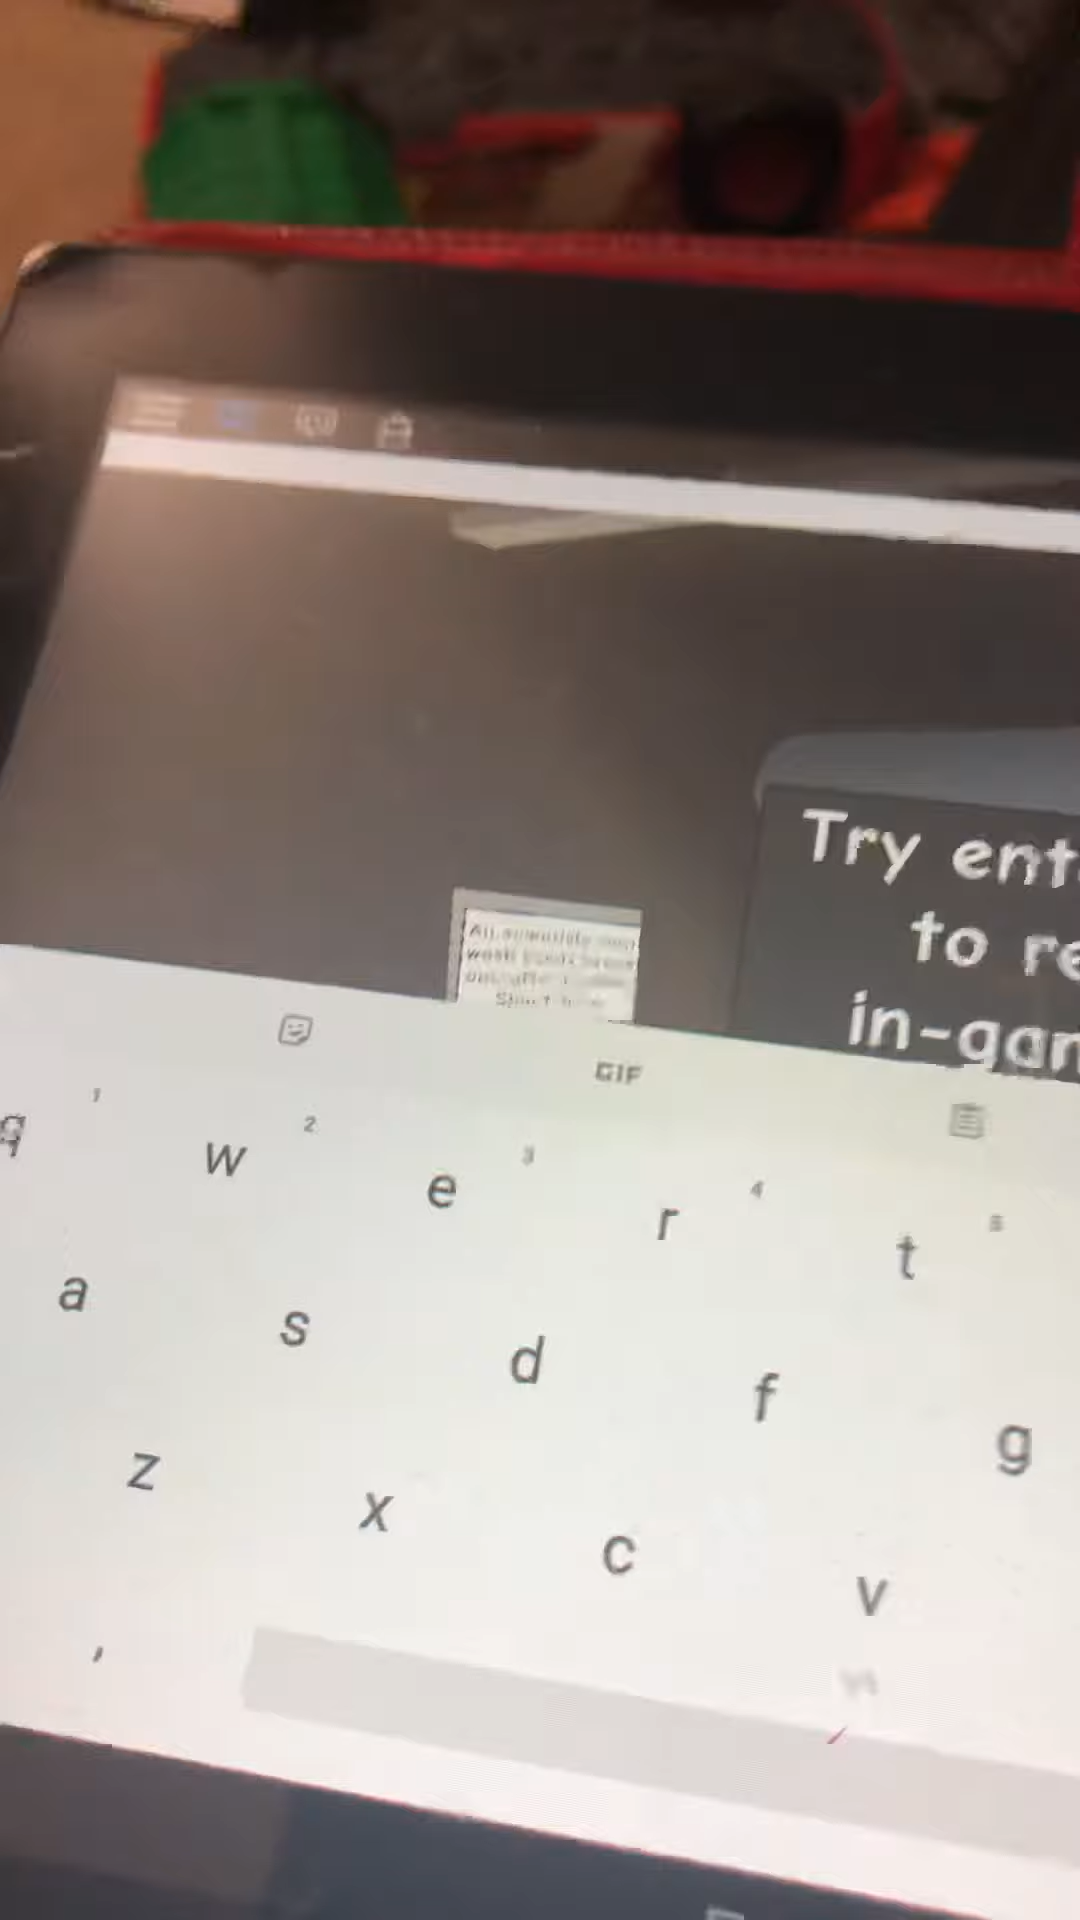 Try ent
to re
in-gam
GIF
1 2 3 4 5
q w e r t
a s d f g
z x c v
,